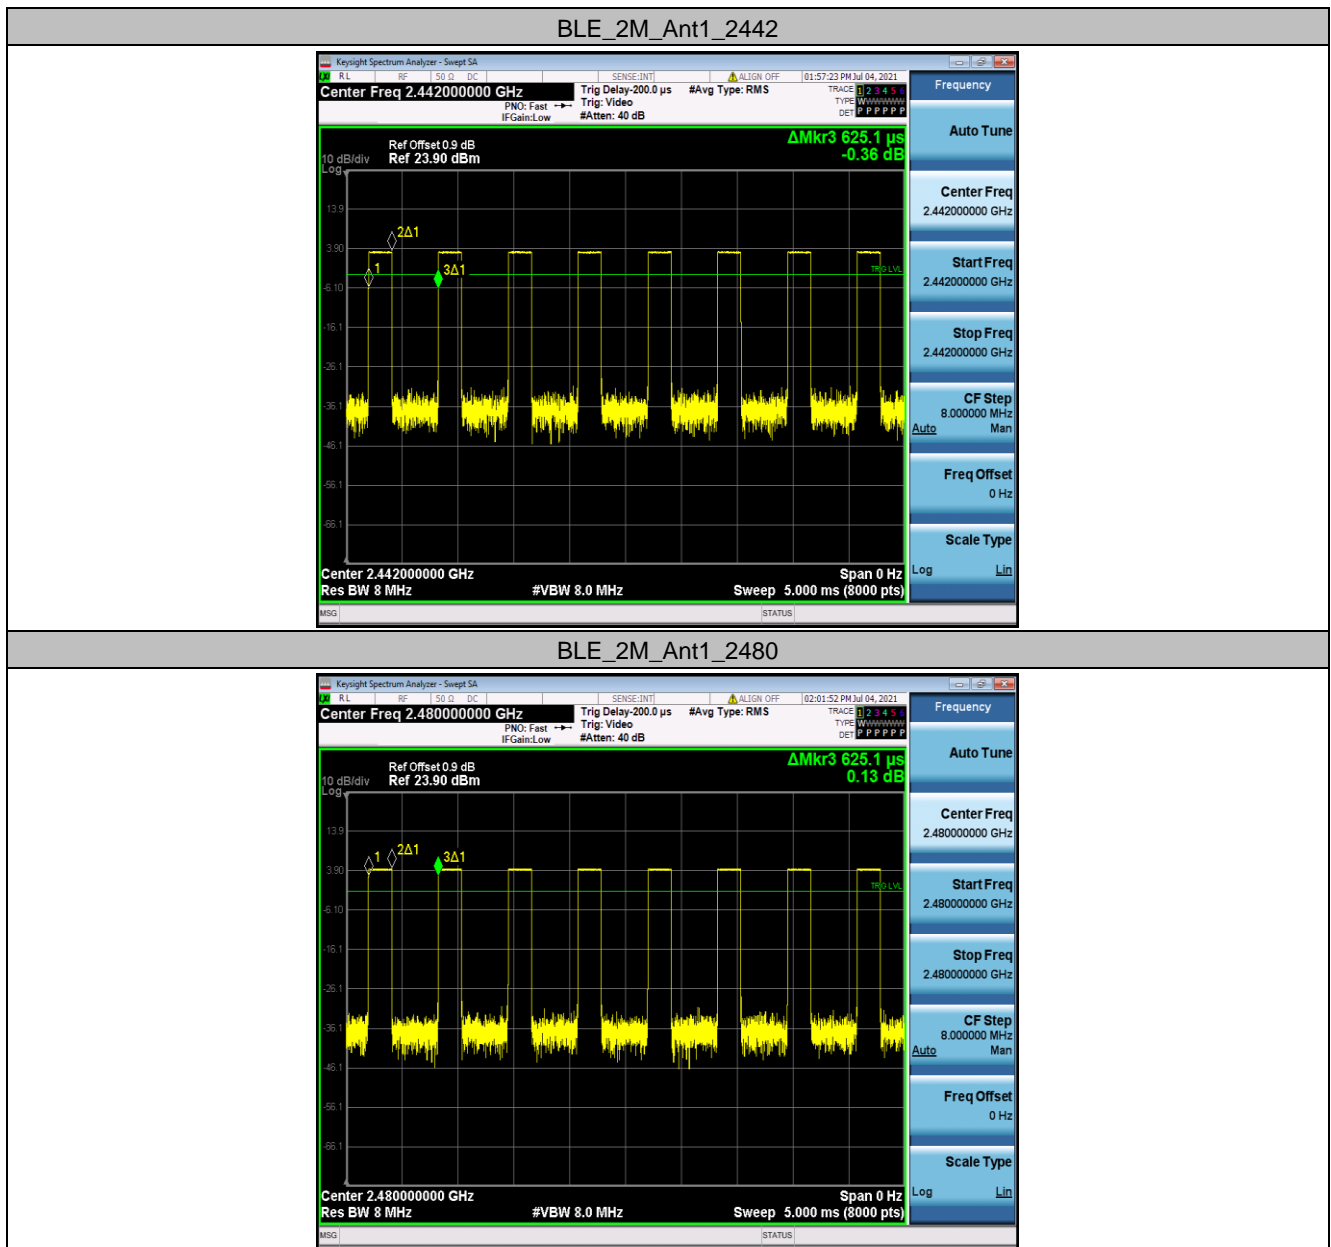 BLE_2M_Ant1_2442
Keysight Spectrum Analyzer - Swept SA
RL RF 50 Ω DC SENSE:INT ALIGN OFF 01:57:23 PM Jul 04, 2021
Center Freq 2.442000000 GHz
PNO: Fast
IFGain:Low
Trig Delay-200.0 µs
Trig: Video
#Atten: 40 dB
#Avg Type: RMS
TRACE 1 2 3 4 5 6
TYPE WWWWWW
DET P P P P P P
Frequency
Auto Tune
ΔMkr3 625.1 µs
-0.36 dB
Ref Offset 0.9 dB
10 dB/div Ref 23.90 dBm
Log
13.9
3.90
-6.10
-16.1
-26.1
-36.1
-46.1
-56.1
-66.1
1
2Δ1
3Δ1
TRIG LVL
Center Freq
2.442000000 GHz
Start Freq
2.442000000 GHz
Stop Freq
2.442000000 GHz
CF Step
8.000000 MHz
Auto Man
Freq Offset
0 Hz
Scale Type
Log Lin
Center 2.442000000 GHz Span 0 Hz
Res BW 8 MHz #VBW 8.0 MHz Sweep 5.000 ms (8000 pts)
MSG STATUS
BLE_2M_Ant1_2480
Keysight Spectrum Analyzer - Swept SA
RL RF 50 Ω DC SENSE:INT ALIGN OFF 02:01:52 PM Jul 04, 2021
Center Freq 2.480000000 GHz
PNO: Fast
IFGain:Low
Trig Delay-200.0 µs
Trig: Video
#Atten: 40 dB
#Avg Type: RMS
TRACE 1 2 3 4 5 6
TYPE WWWWWW
DET P P P P P P
Frequency
Auto Tune
ΔMkr3 625.1 µs
0.13 dB
Ref Offset 0.9 dB
10 dB/div Ref 23.90 dBm
Log
13.9
3.90
-6.10
-16.1
-26.1
-36.1
-46.1
-56.1
-66.1
1
2Δ1
3Δ1
TRIG LVL
Center Freq
2.480000000 GHz
Start Freq
2.480000000 GHz
Stop Freq
2.480000000 GHz
CF Step
8.000000 MHz
Auto Man
Freq Offset
0 Hz
Scale Type
Log Lin
Center 2.480000000 GHz Span 0 Hz
Res BW 8 MHz #VBW 8.0 MHz Sweep 5.000 ms (8000 pts)
MSG STATUS